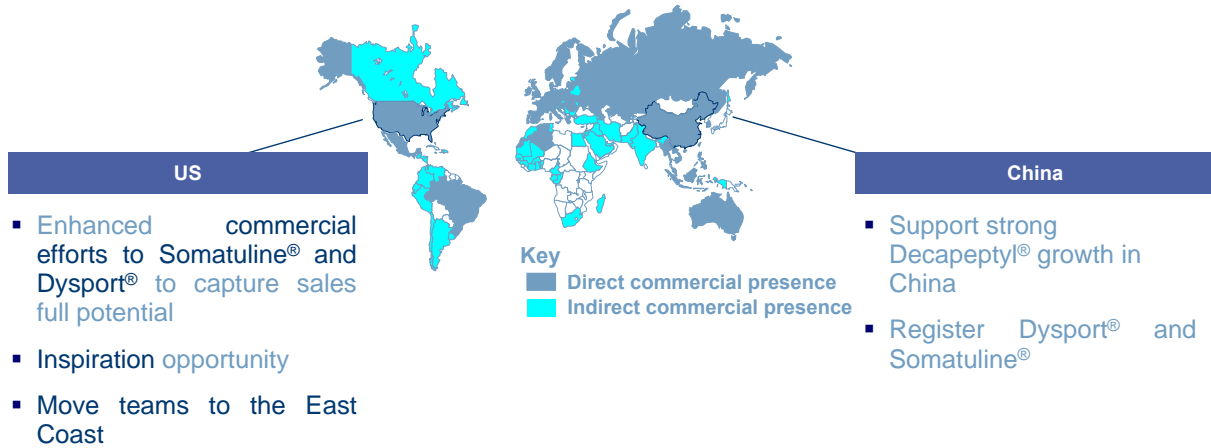 US
▪ Enhanced commercial
efforts to Somatuline® and
Dysport® to capture sales
full potential
▪ Inspiration opportunity
▪ Move teams to the East
Coast
Key
Direct commercial presence
Indirect commercial presence
China
▪ Support strong
Decapeptyl® growth in
China
▪ Register Dysport® and
Somatuline®